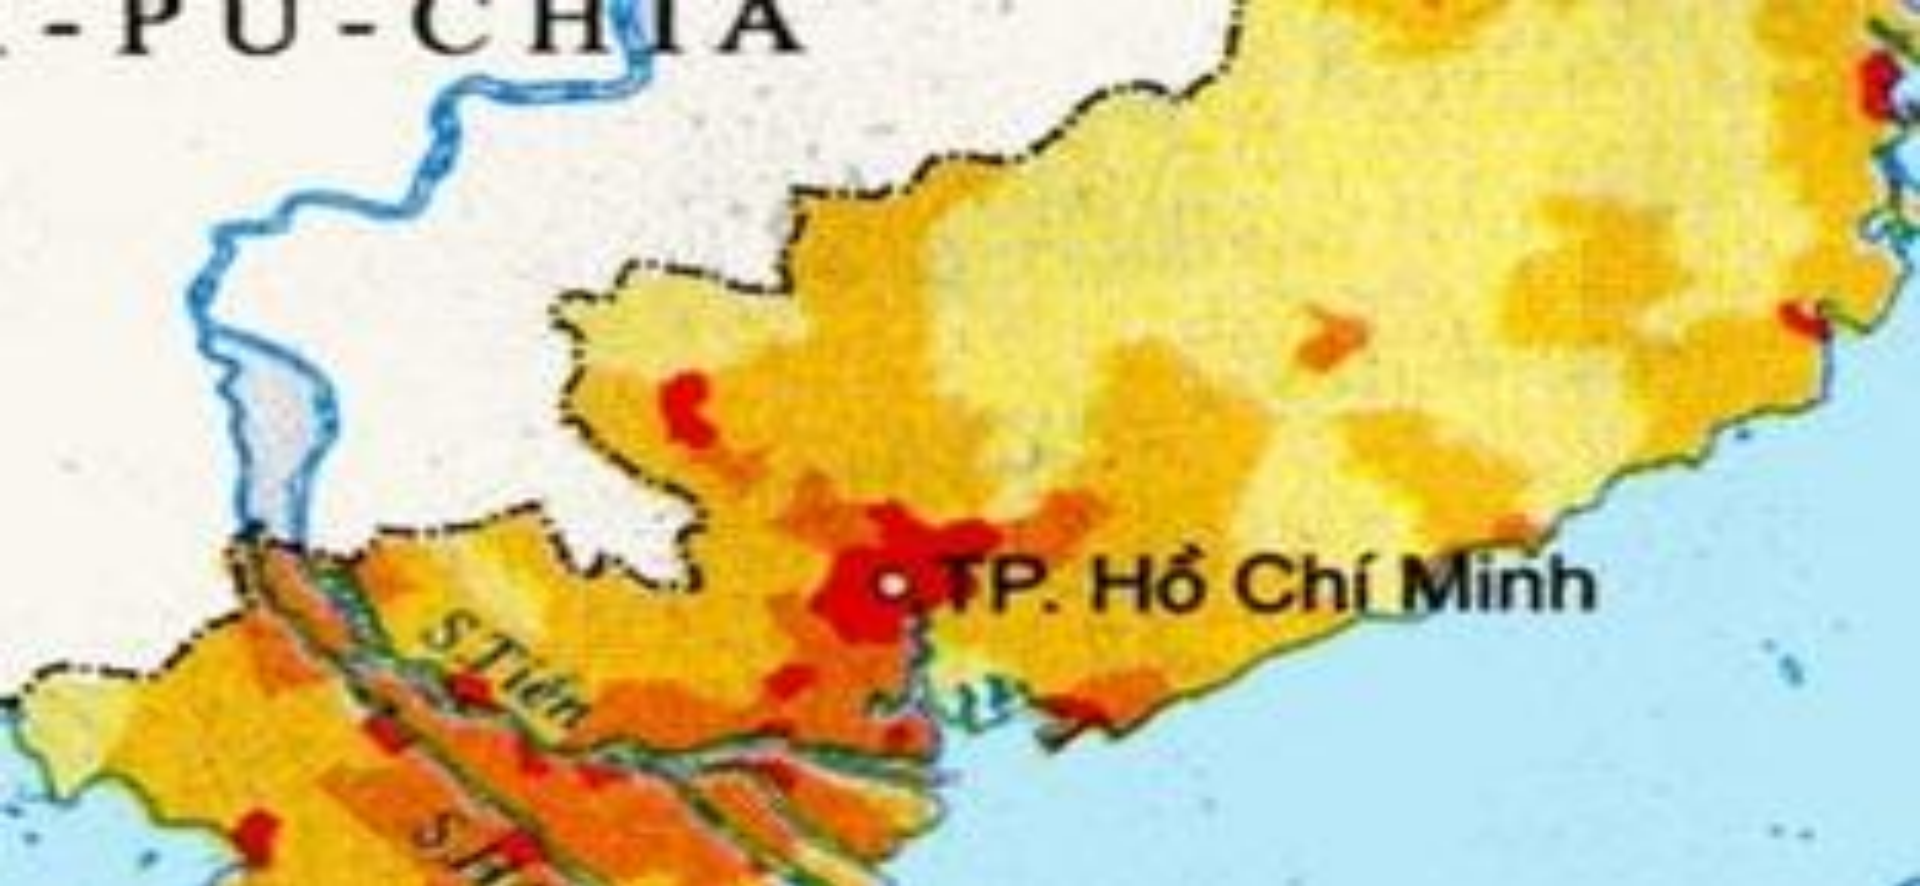 -PU-CHIA
TP. Hồ Chí Minh
S.Tiền